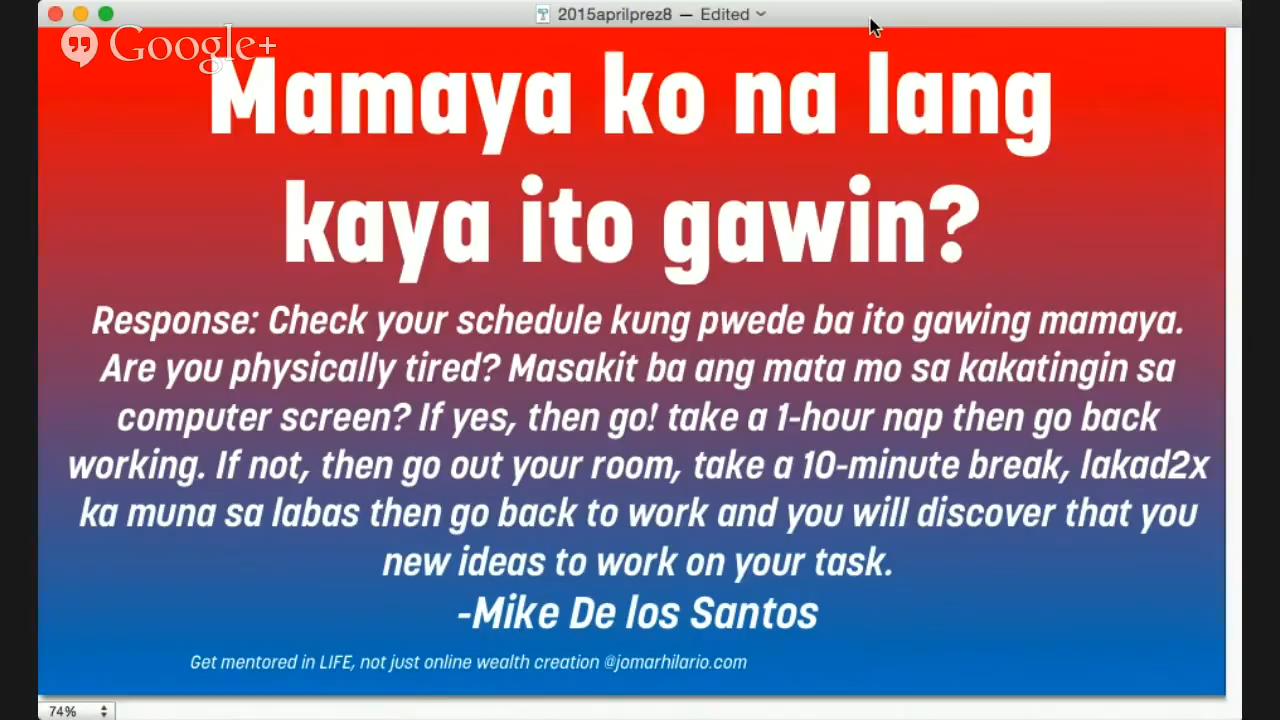 2015aprilprez8 — Edited
Google+
Mamaya ko na lang
kaya ito gawin?
Response: Check your schedule kung pwede ba ito gawing mamaya.
Are you physically tired? Masakit ba ang mata mo sa kakatingin sa
computer screen? If yes, then go! take a 1-hour nap then go back
working. If not, then go out your room, take a 10-minute break, lakad2x
ka muna sa labas then go back to work and you will discover that you
new ideas to work on your task.
-Mike De los Santos
Get mentored in LIFE, not just online wealth creation @jomarhilario.com
74%